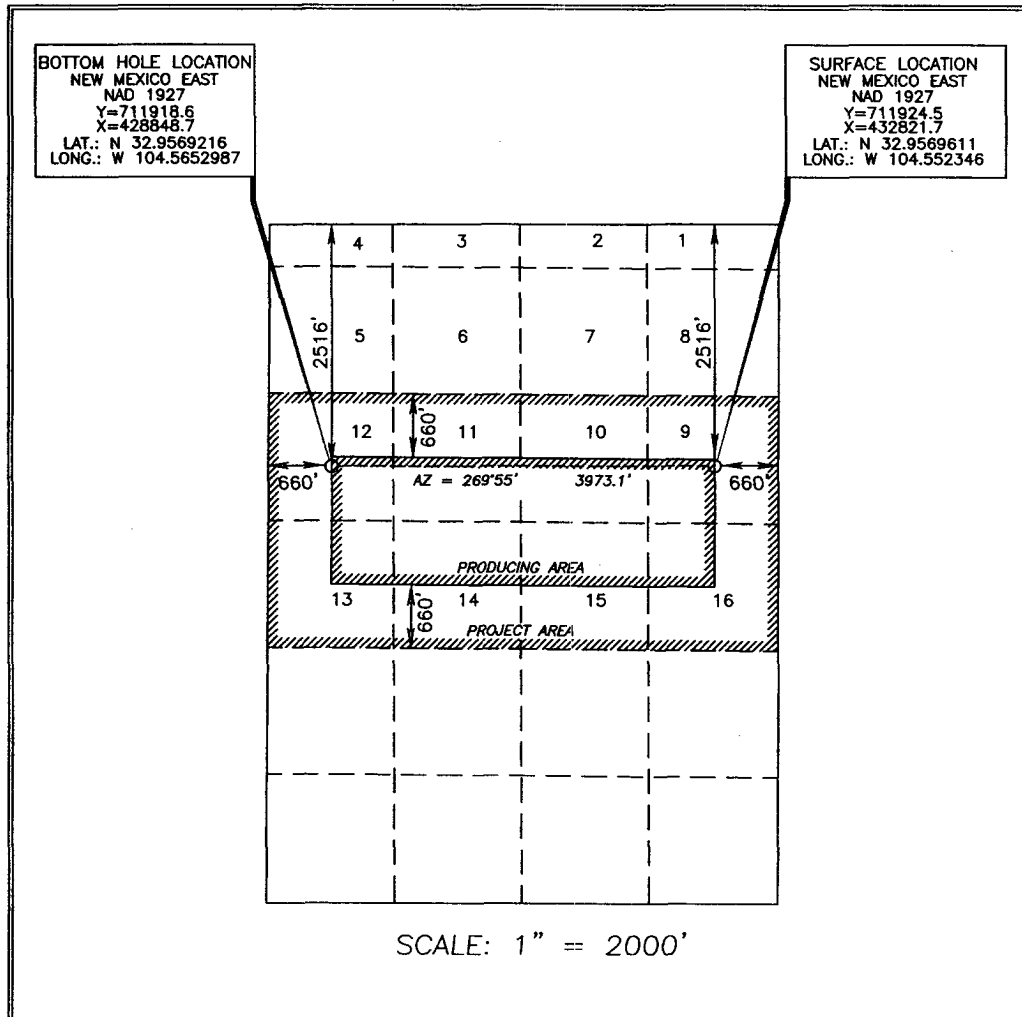 BOTTOM HOLE LOCATION
NEW MEXICO EAST
NAD 1927
Y=711918.6
X=428848.7
LAT.: N 32.9569216
LONG.: W 104.5652987
SURFACE LOCATION
NEW MEXICO EAST
NAD 1927
Y=711924.5
X=432821.7
LAT.: N 32.9569611
LONG.: W 104.552346
4 3 2 1
2516'
5 6 7 8
2516'
660'
12 11 10 9
660'
AZ = 269°55' 3973.1'
660'
PRODUCING AREA
13 14 15 16
660'
PROJECT AREA
SCALE: 1" = 2000'